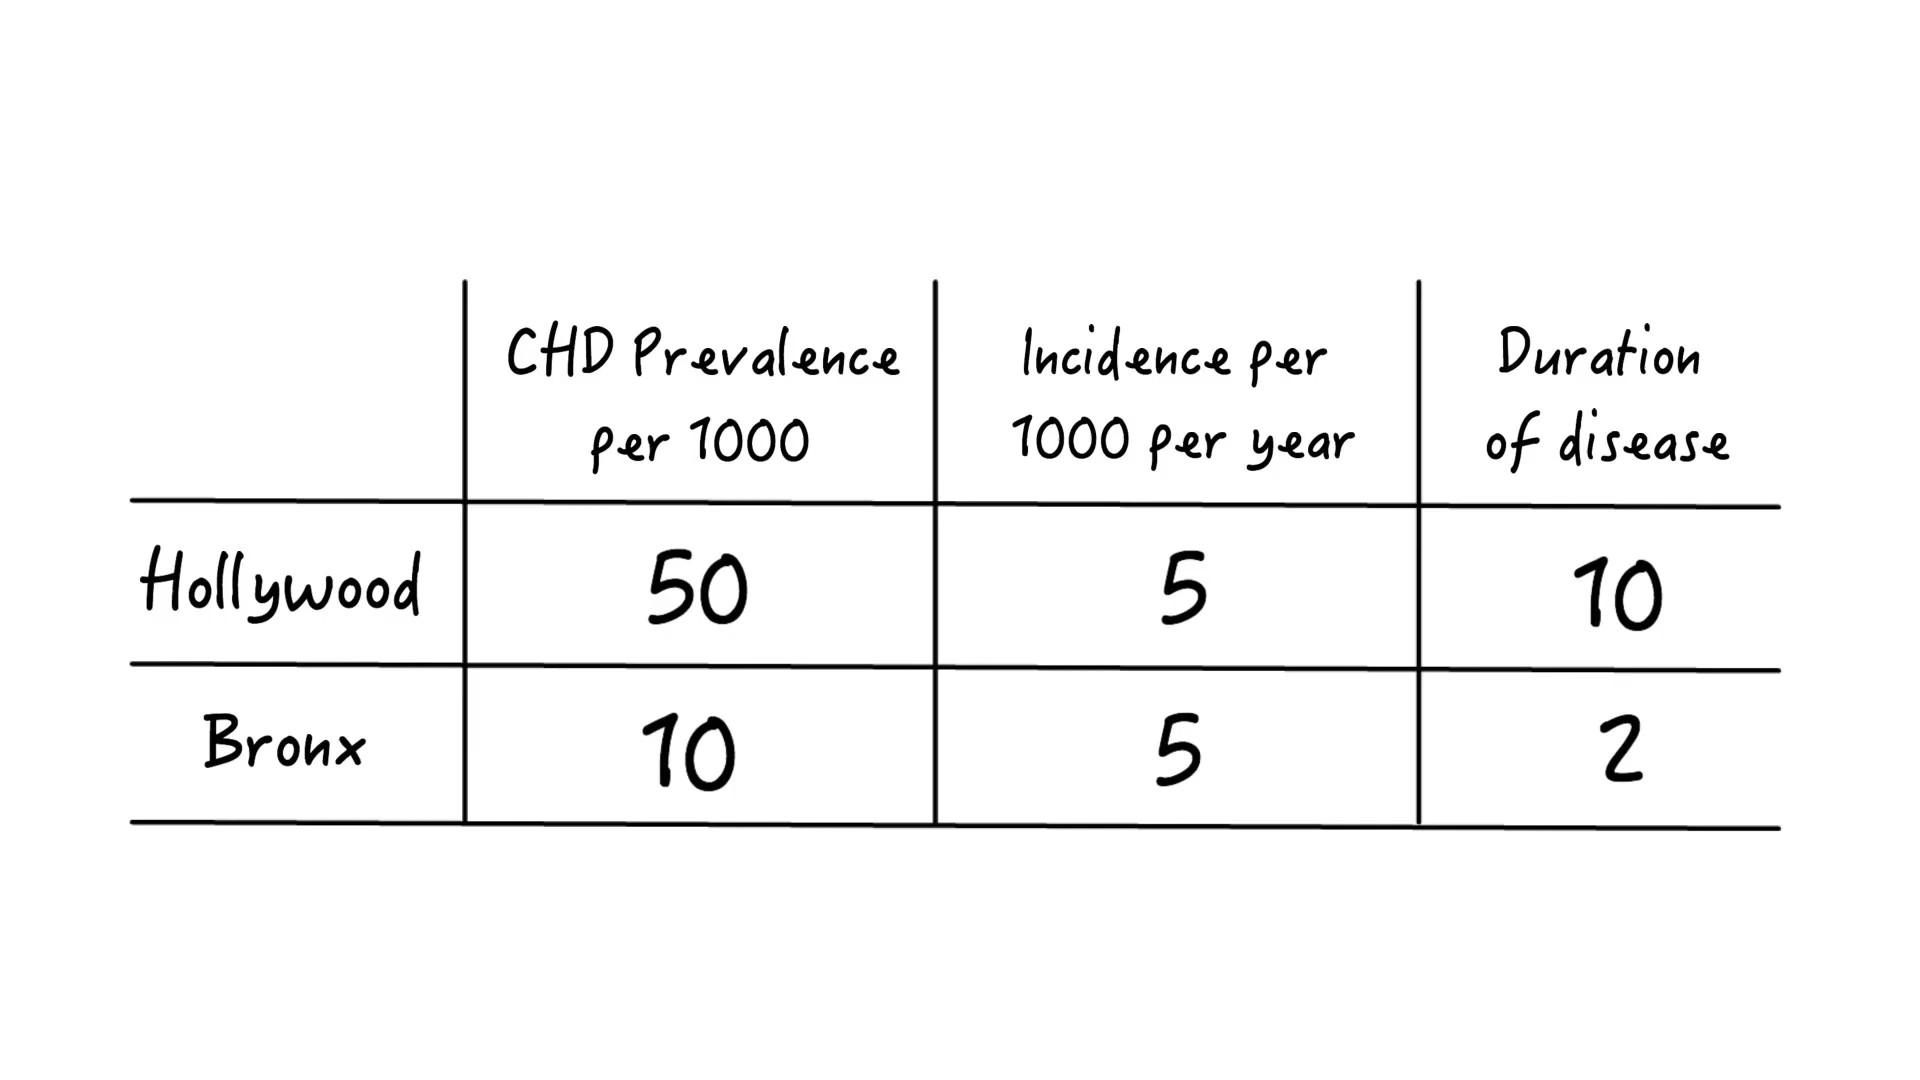 CHD Prevalence
per 1000
Incidence per
1000 per year
Duration
of disease
Hollywood 50 5 10
Bronx 10 5 2